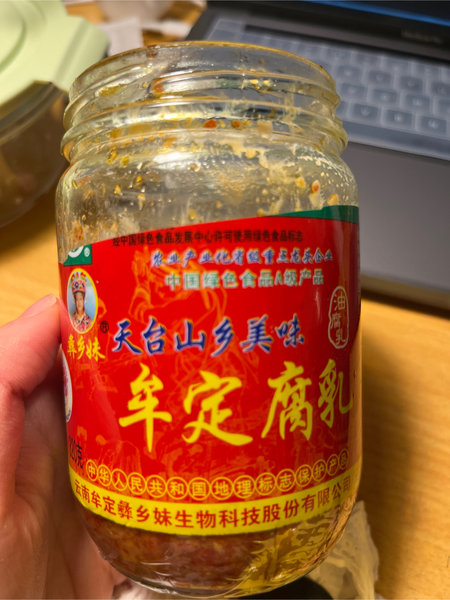 经中国绿色食品发展中心许可使用绿色食品标志
农业产业化省级重点龙头企业
中国绿色食品A级产品
彝乡妹
天台山乡美味
油腐乳
牟定腐乳
中华人民共和国地理标志保护产品
云南牟定彝乡妹生物科技股份有限公司